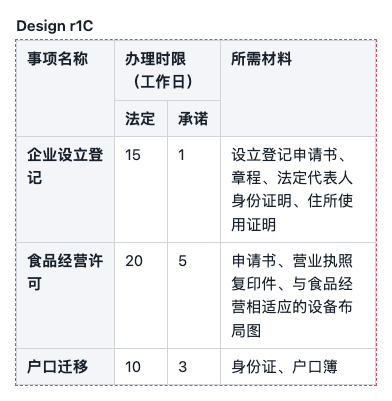 Design r1C
事项名称
办理时限
（工作日）
所需材料
法定
承诺
企业设立登
记
15
1
设立登记申请书、
章程、法定代表人
身份证明、住所使
用证明
食品经营许
可
20
5
申请书、营业执照
复印件、与食品经
营相适应的设备布
局图
户口迁移
10
3
身份证、户口簿